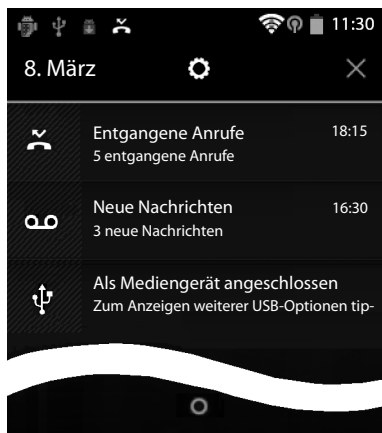 11:30
8. März
Entgangene Anrufe 18:15
5 entgangene Anrufe
Neue Nachrichten 16:30
3 neue Nachrichten
Als Mediengerät angeschlossen
Zum Anzeigen weiterer USB-Optionen tip-